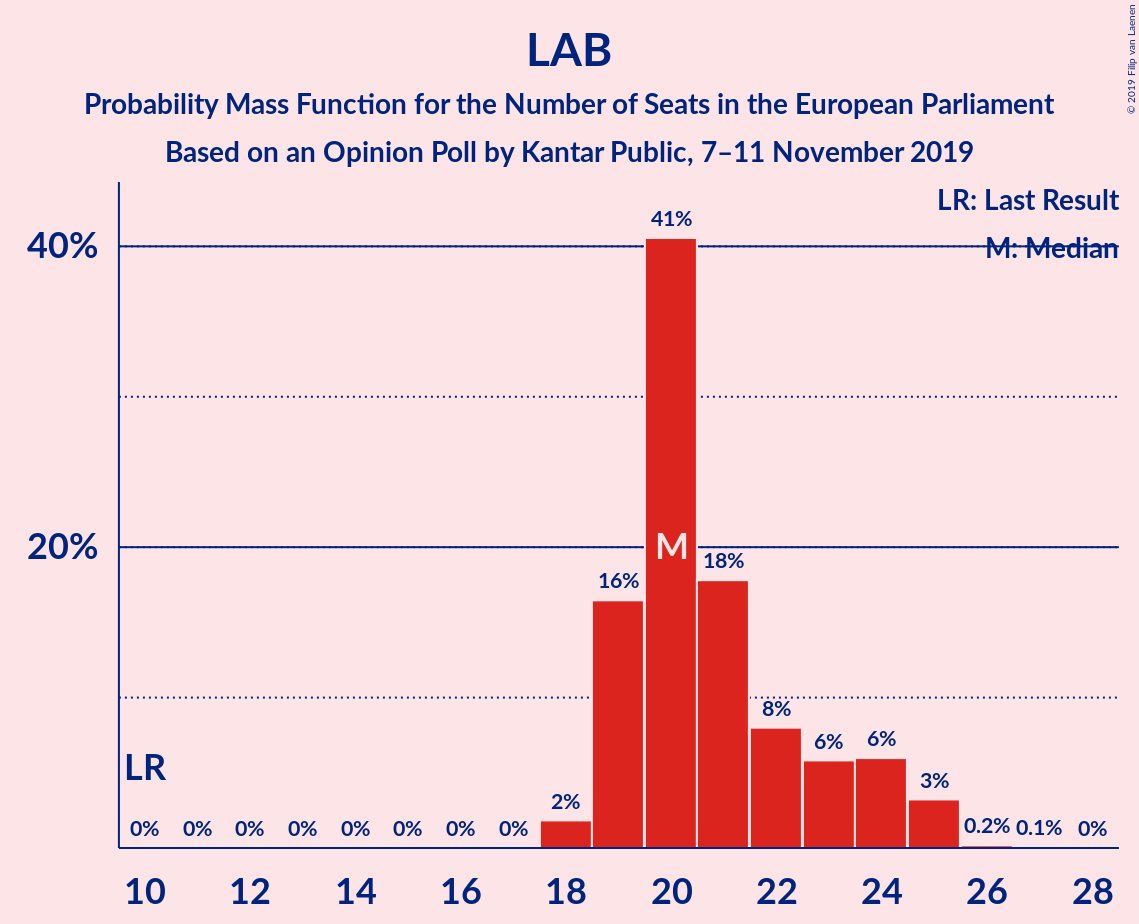 LAB
Probability Mass Function for the Number of Seats in the European Parliament
Based on an Opinion Poll by Kantar Public, 7–11 November 2019
© 2019 Filip van Laenen
LR: Last Result
M: Median
40%
20%
41%
M
18%
16%
8%
6%
6%
3%
2%
LR
0%
0%
0%
0%
0%
0%
0%
0%
0.2%
0.1%
0%
10 12 14 16 18 20 22 24 26 28